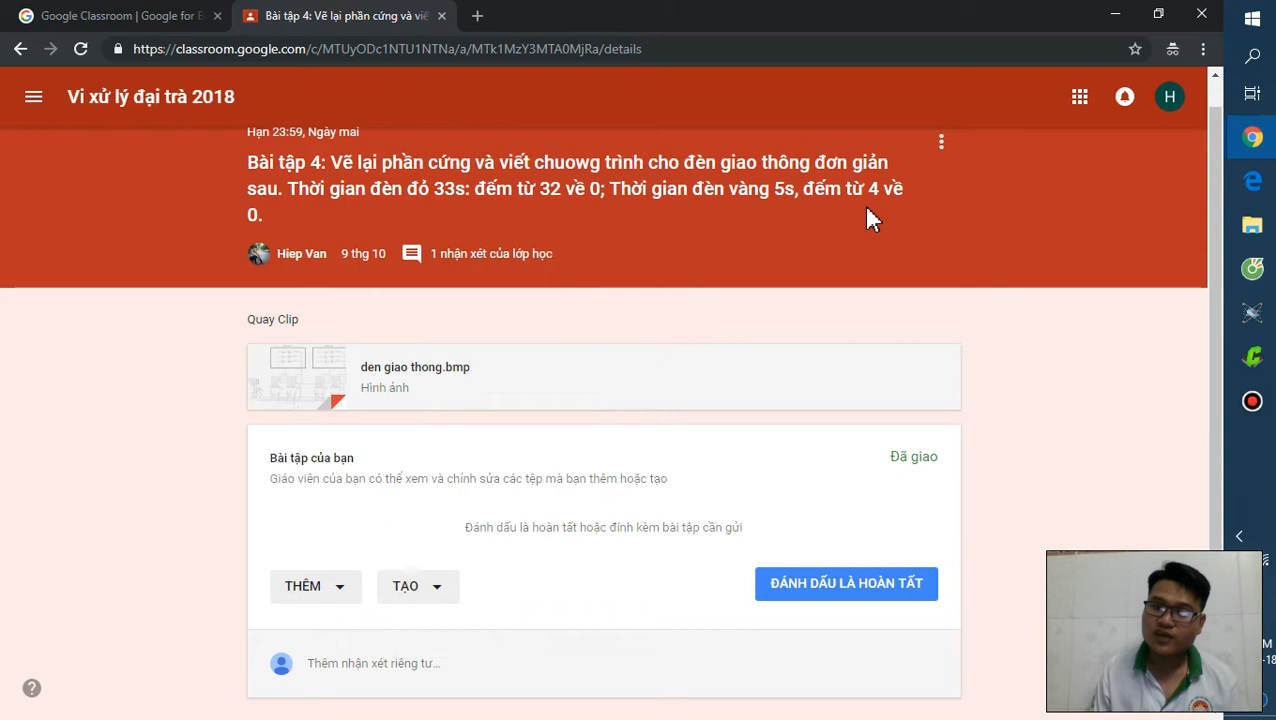 Google Classroom | Google for E
Bài tập 4: Vẽ lại phần cứng và viế
https://classroom.google.com/c/MTUyODc1NTU1NTNa/a/MTk1MzY3MTA0MjRa/details
Vi xử lý đại trà 2018
H
Hạn 23:59, Ngày mai
Bài tập 4: Vẽ lại phần cứng và viết chuowg trình cho đèn giao thông đơn giản
sau. Thời gian đèn đỏ 33s: đếm từ 32 về 0; Thời gian đèn vàng 5s, đếm từ 4 về
0.
Hiep Van 9 thg 10 1 nhận xét của lớp học
Quay Clip
den giao thong.bmp
Hình ảnh
Bài tập của bạn
Đã giao
Giáo viên của bạn có thể xem và chỉnh sửa các tệp mà bạn thêm hoặc tạo
Đánh dấu là hoàn tất hoặc đính kèm bài tập cần gửi
THÊM TẠO ĐÁNH DẤU LÀ HOÀN TẤT
Thêm nhận xét riêng tư...